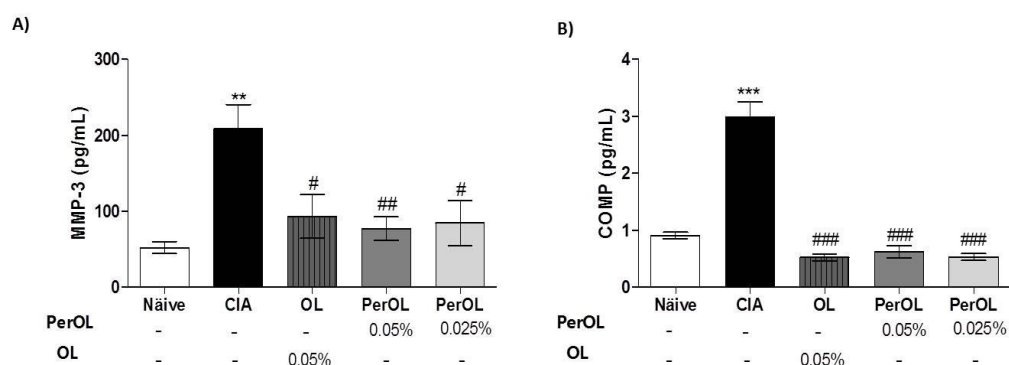 A)
300
200
100
0
MMP-3 (pg/mL)
**
#
##
#
Näive CIA OL PerOL PerOL
PerOL - - - 0.05% 0.025%
OL - - 0.05% - -
B)
4
3
2
1
0
COMP (pg/mL)
***
###
###
###
Näive CIA OL PerOL PerOL
PerOL - - - 0.05% 0.025%
OL - - 0.05% - -